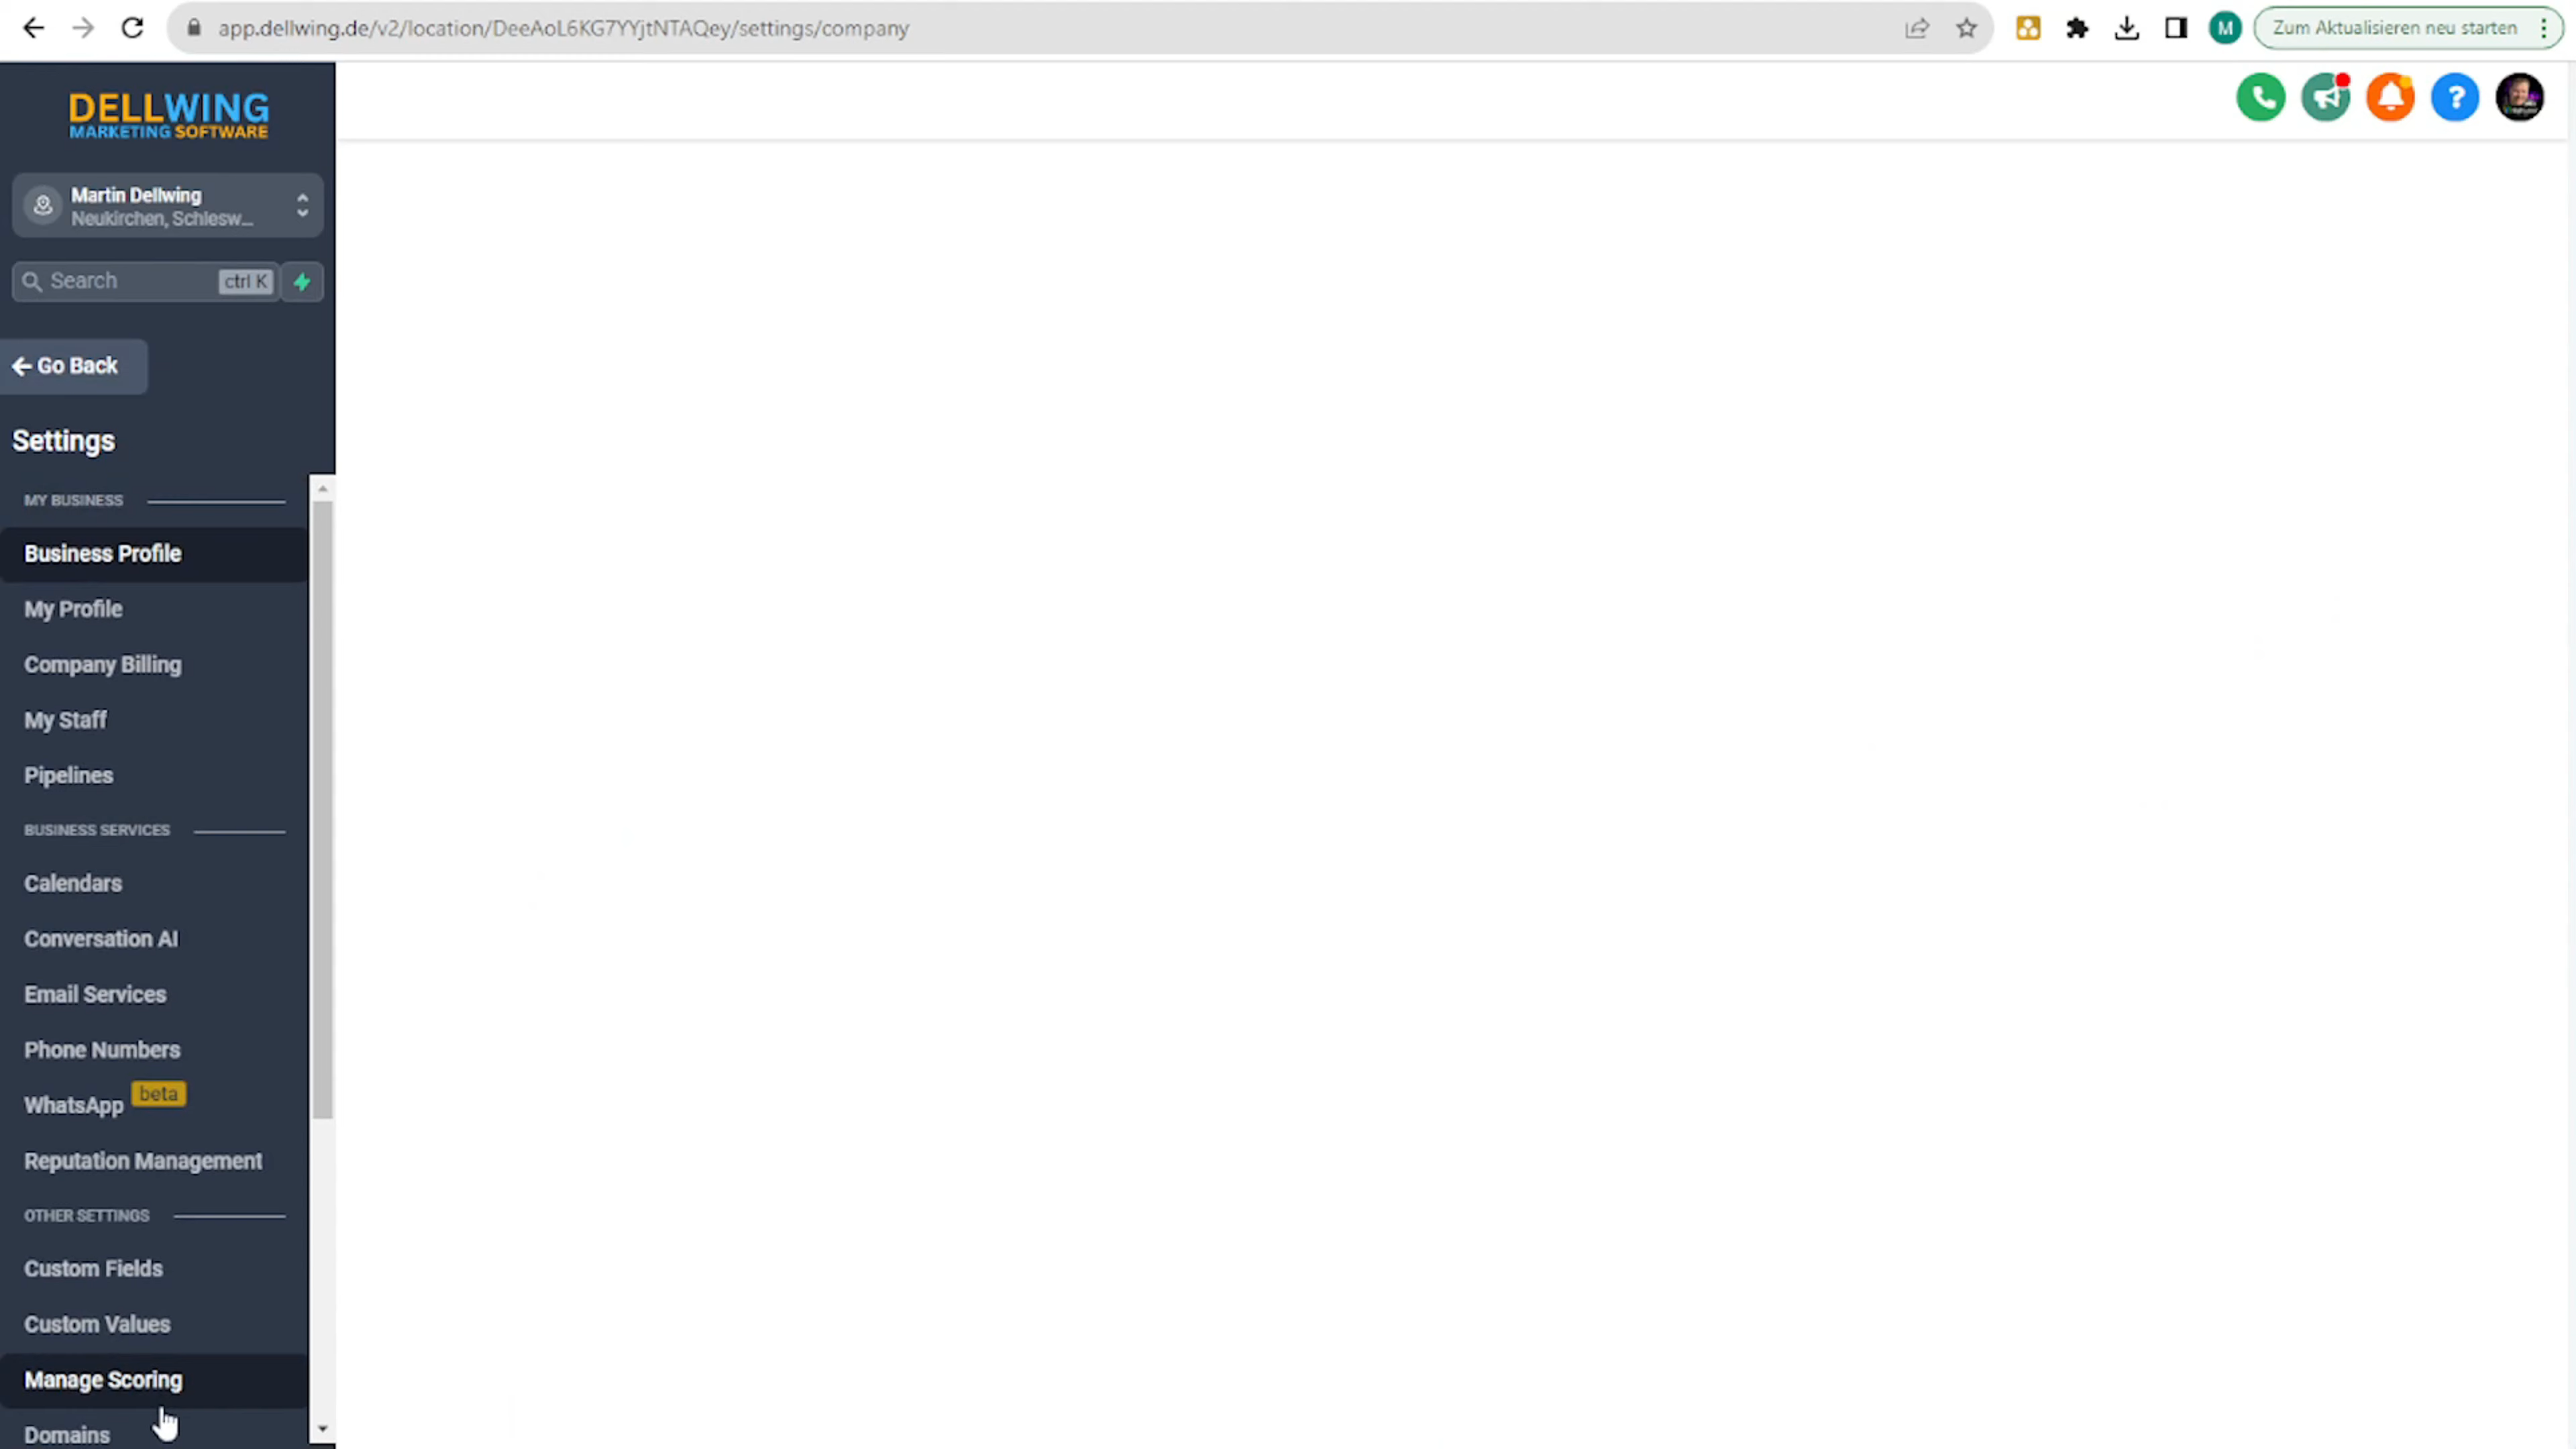 app.dellwing.de/v2/location/DeeAoL6KG7YYjtNTAQey/settings/company
M
Zum Aktualisieren neu starten
DELLWING
MARKETING SOFTWARE
Martin Dellwing
Neukirchen, Schlesw...
Search
ctrl K
Go Back
Settings
MY BUSINESS
Business Profile
My Profile
Company Billing
My Staff
Pipelines
BUSINESS SERVICES
Calendars
Conversation AI
Email Services
Phone Numbers
WhatsApp beta
Reputation Management
OTHER SETTINGS
Custom Fields
Custom Values
Manage Scoring
Domains